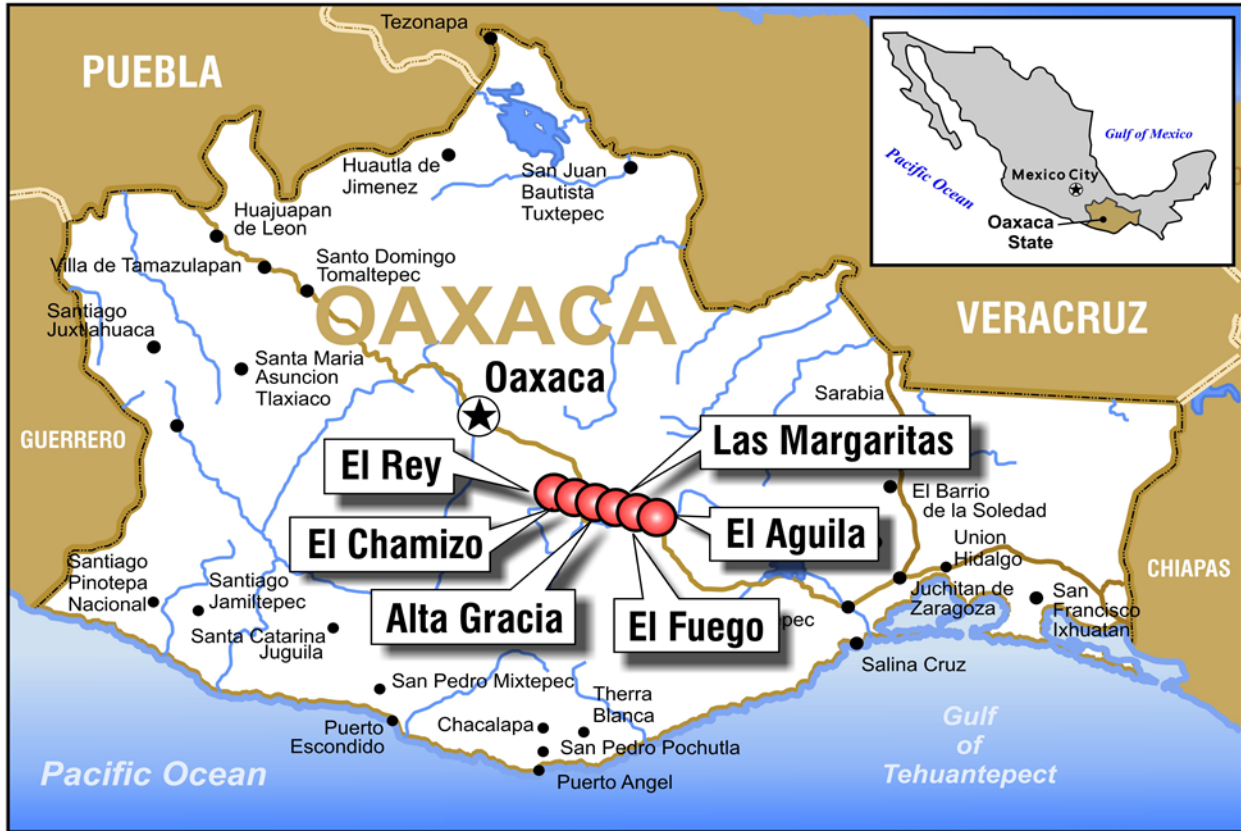 Tezonapa
PUEBLA
Gulf of Mexico
Pacific Ocean
Mexico City
Oaxaca
State
Huautla de
Jimenez
San Juan
Bautista
Tuxtepec
Huajuapan
de Leon
Villa de Tamazulapan
Santo Domingo
Tomaltepec
OAXACA
VERACRUZ
Santiago
Juxtlahuaca
Santa Maria
Asuncion
Tlaxiaco
Oaxaca
Sarabia
GUERRERO
Las Margaritas
El Rey
El Barrio
de la Soledad
El Chamizo
El Aguila
Union
Hidalgo
CHIAPAS
Santiago
Pinotepa
Nacional
Santiago
Jamiltepec
Alta Gracia
El Fuego
tepec
Juchitan de
Zaragoza
San
Francisco
Ixhuatan
Santa Catarina
Juguila
Salina Cruz
San Pedro Mixtepec
Therra
Blanca
Puerto
Escondido
Chacalapa
San Pedro Pochutla
Puerto Angel
Pacific Ocean
Gulf
of
Tehuantepect